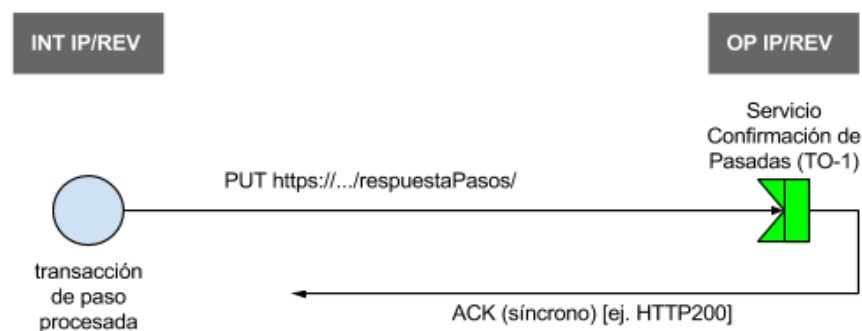 INT IP/REV
OP IP/REV
Servicio
Confirmación de
Pasadas (TO-1)
PUT https://.../respuestaPasos/
transacción
de paso
procesada
ACK (síncrono) [ej. HTTP200]